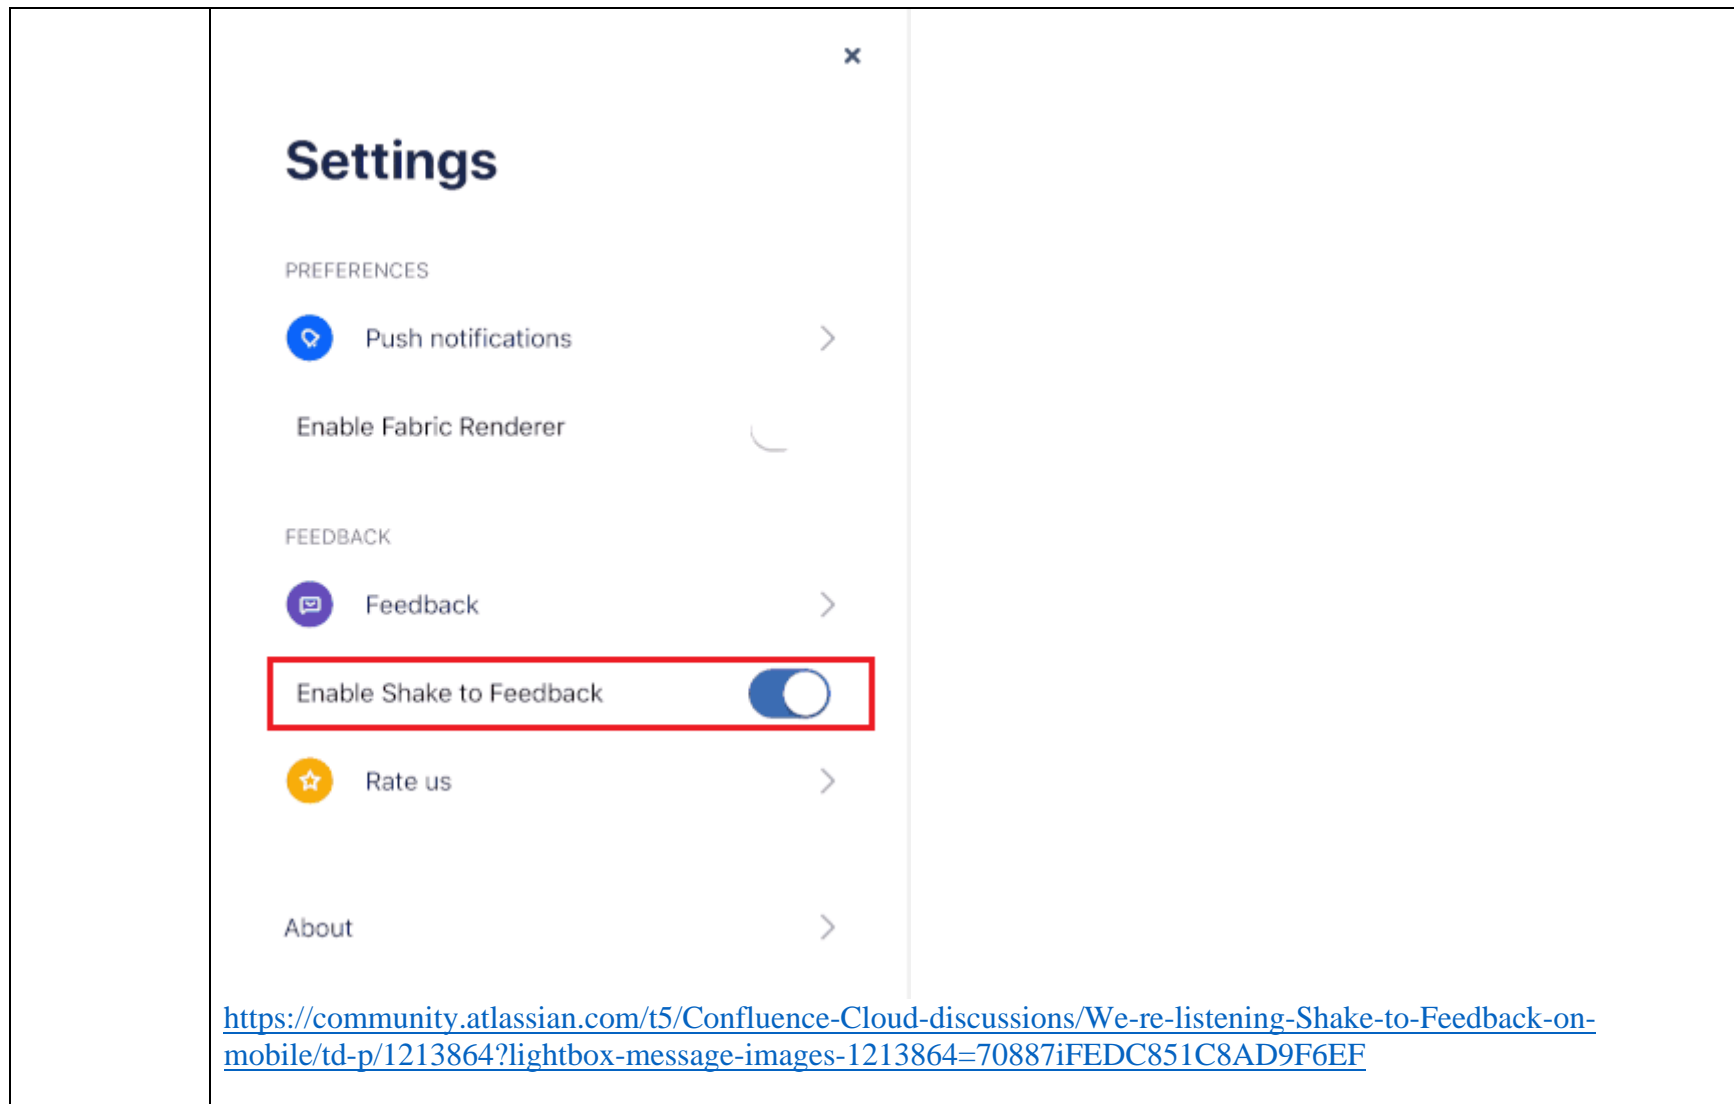 Settings
PREFERENCES
Push notifications
Enable Fabric Renderer
FEEDBACK
Feedback
Enable Shake to Feedback
Rate us
About
https://community.atlassian.com/t5/Confluence-Cloud-discussions/We-re-listening-Shake-to-Feedback-on-
mobile/td-p/1213864?lightbox-message-images-1213864=70887iFEDC851C8AD9F6EF